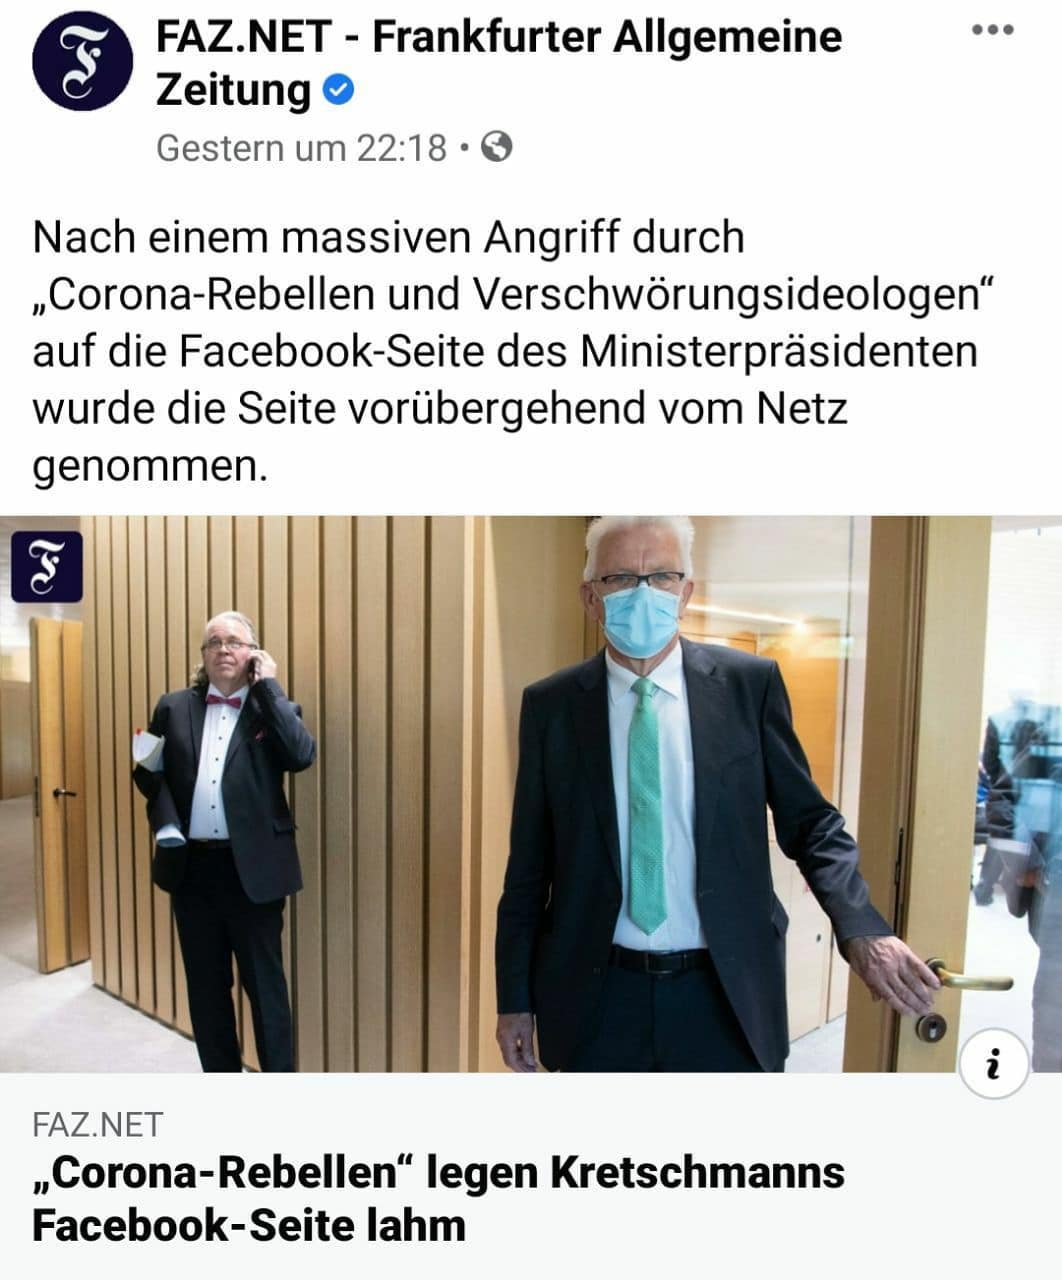 FAZ.NET - Frankfurter Allgemeine
Zeitung
Gestern um 22:18 •
Nach einem massiven Angriff durch
„Corona-Rebellen und Verschwörungsideologen“
auf die Facebook-Seite des Ministerpräsidenten
wurde die Seite vorübergehend vom Netz
genommen.
FAZ.NET
„Corona-Rebellen“ legen Kretschmanns
Facebook-Seite lahm